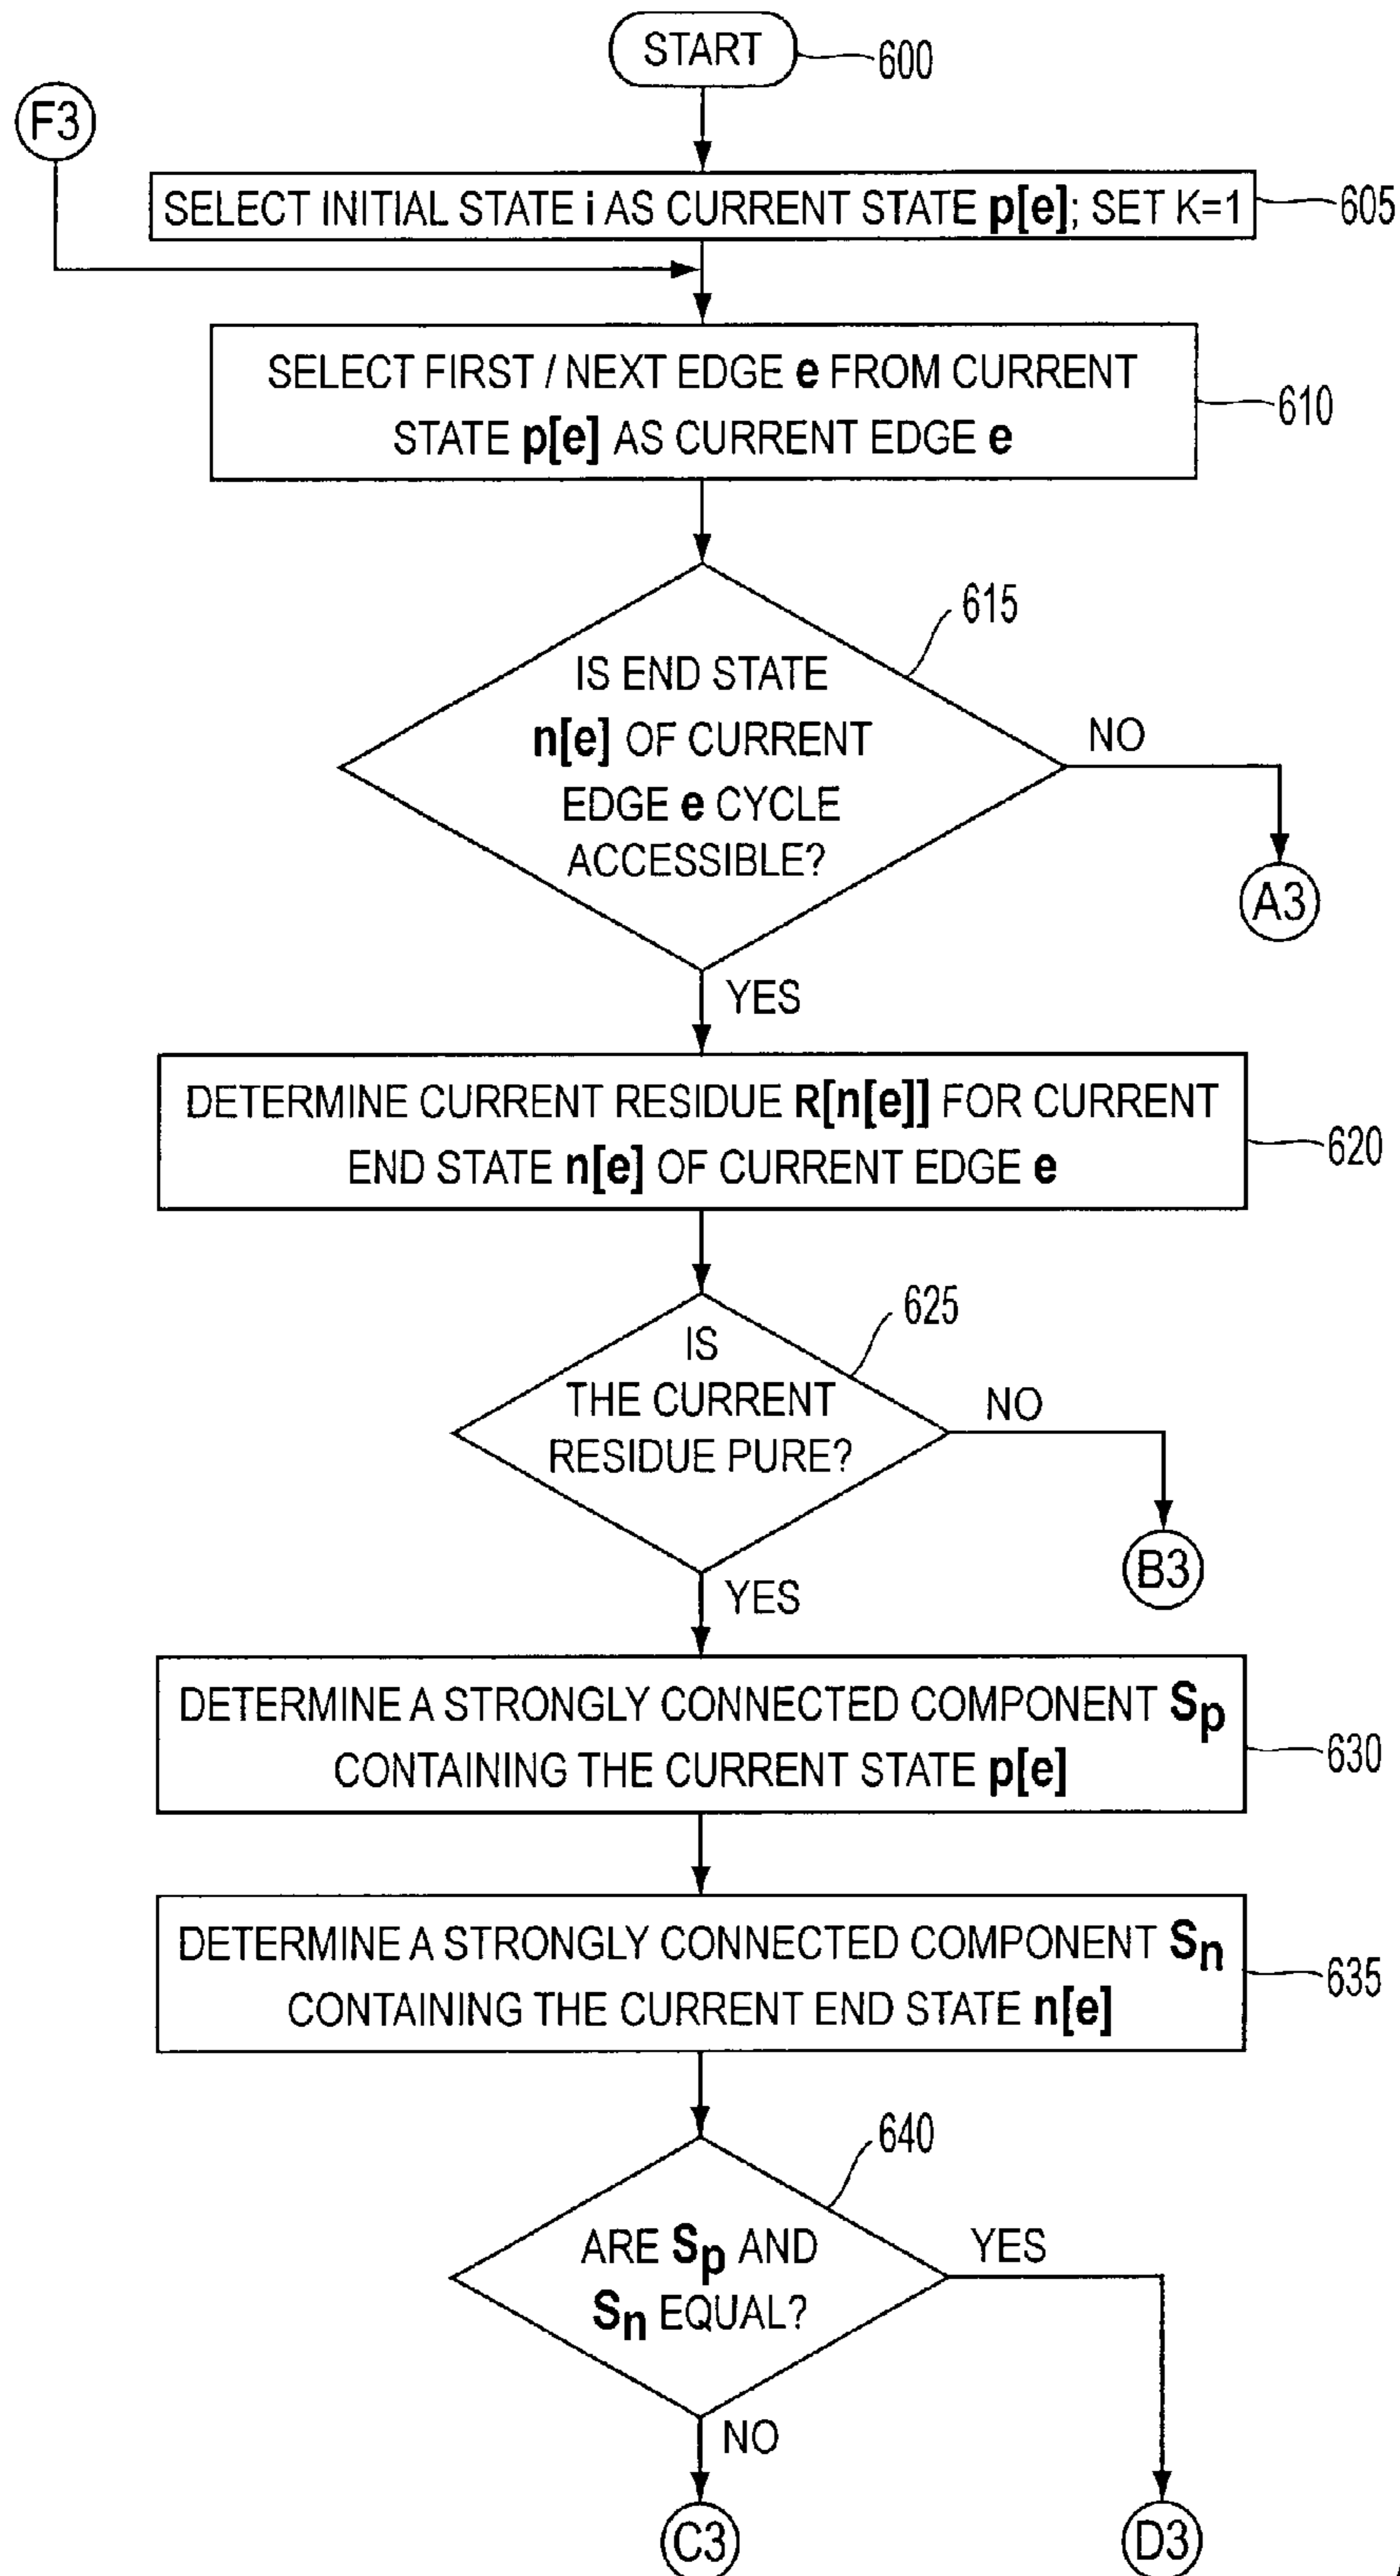 START
600
F3
SELECT INITIAL STATE i AS CURRENT STATE p[e]; SET K=1
605
SELECT FIRST / NEXT EDGE e FROM CURRENT
STATE p[e] AS CURRENT EDGE e
610
615
IS END STATE
n[e] OF CURRENT
EDGE e CYCLE
ACCESSIBLE?
NO
A3
YES
DETERMINE CURRENT RESIDUE R[n[e]] FOR CURRENT
END STATE n[e] OF CURRENT EDGE e
620
625
IS
THE CURRENT
RESIDUE PURE?
NO
B3
YES
DETERMINE A STRONGLY CONNECTED COMPONENT Sp
CONTAINING THE CURRENT STATE p[e]
630
DETERMINE A STRONGLY CONNECTED COMPONENT Sn
CONTAINING THE CURRENT END STATE n[e]
635
640
ARE Sp AND
Sn EQUAL?
YES
NO
C3
D3